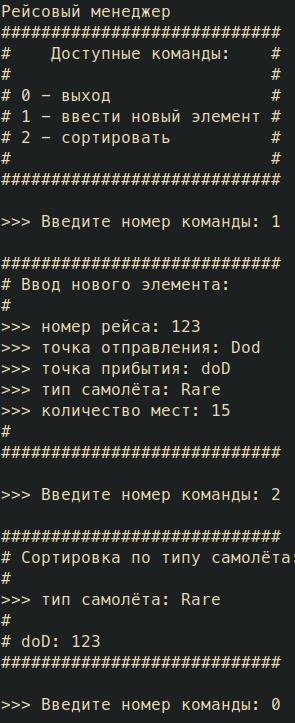 Рейсовый менеджер
############################
#    Доступные команды:    #
#                          #
# 0 – выход                #
# 1 – ввести новый элемент #
# 2 – сортировать          #
#                          #
############################
>>> Введите номер команды: 1
############################
# Ввод нового элемента:
#
>>> номер рейса: 123
>>> точка отправления: Dod
>>> точка прибытия: doD
>>> тип самолёта: Rare
>>> количество мест: 15
#
############################
>>> Введите номер команды: 2
############################
# Сортировка по типу самолёта:
#
>>> тип самолёта: Rare
#
# doD: 123
############################
>>> Введите номер команды: 0